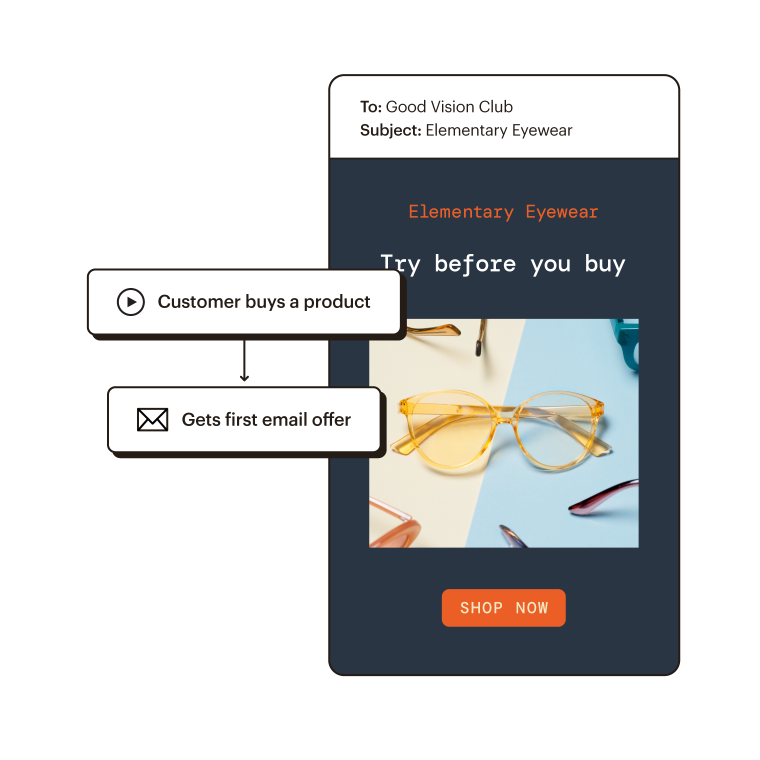 To: Good Vision Club
Subject: Elementary Eyewear
Elementary Eyewear
Try before you buy
Customer buys a product
Gets first email offer
SHOP NOW